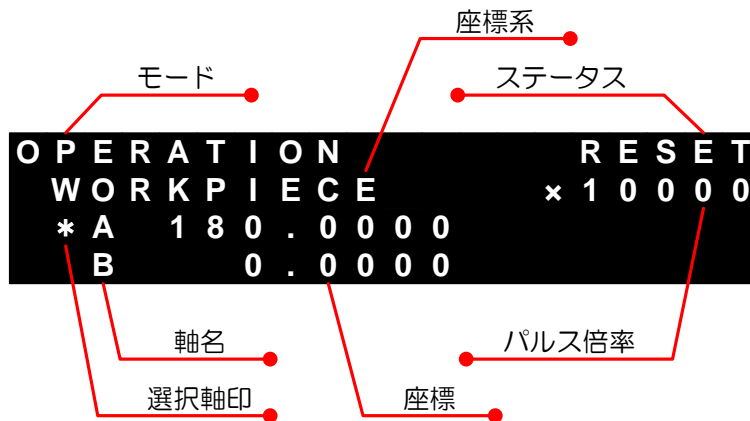 座標系
モード
ステータス
OPERATION RESET
WORKPIECE ×10000
*A 180.0000
B 0.0000
軸名
パルス倍率
選択軸印
座標